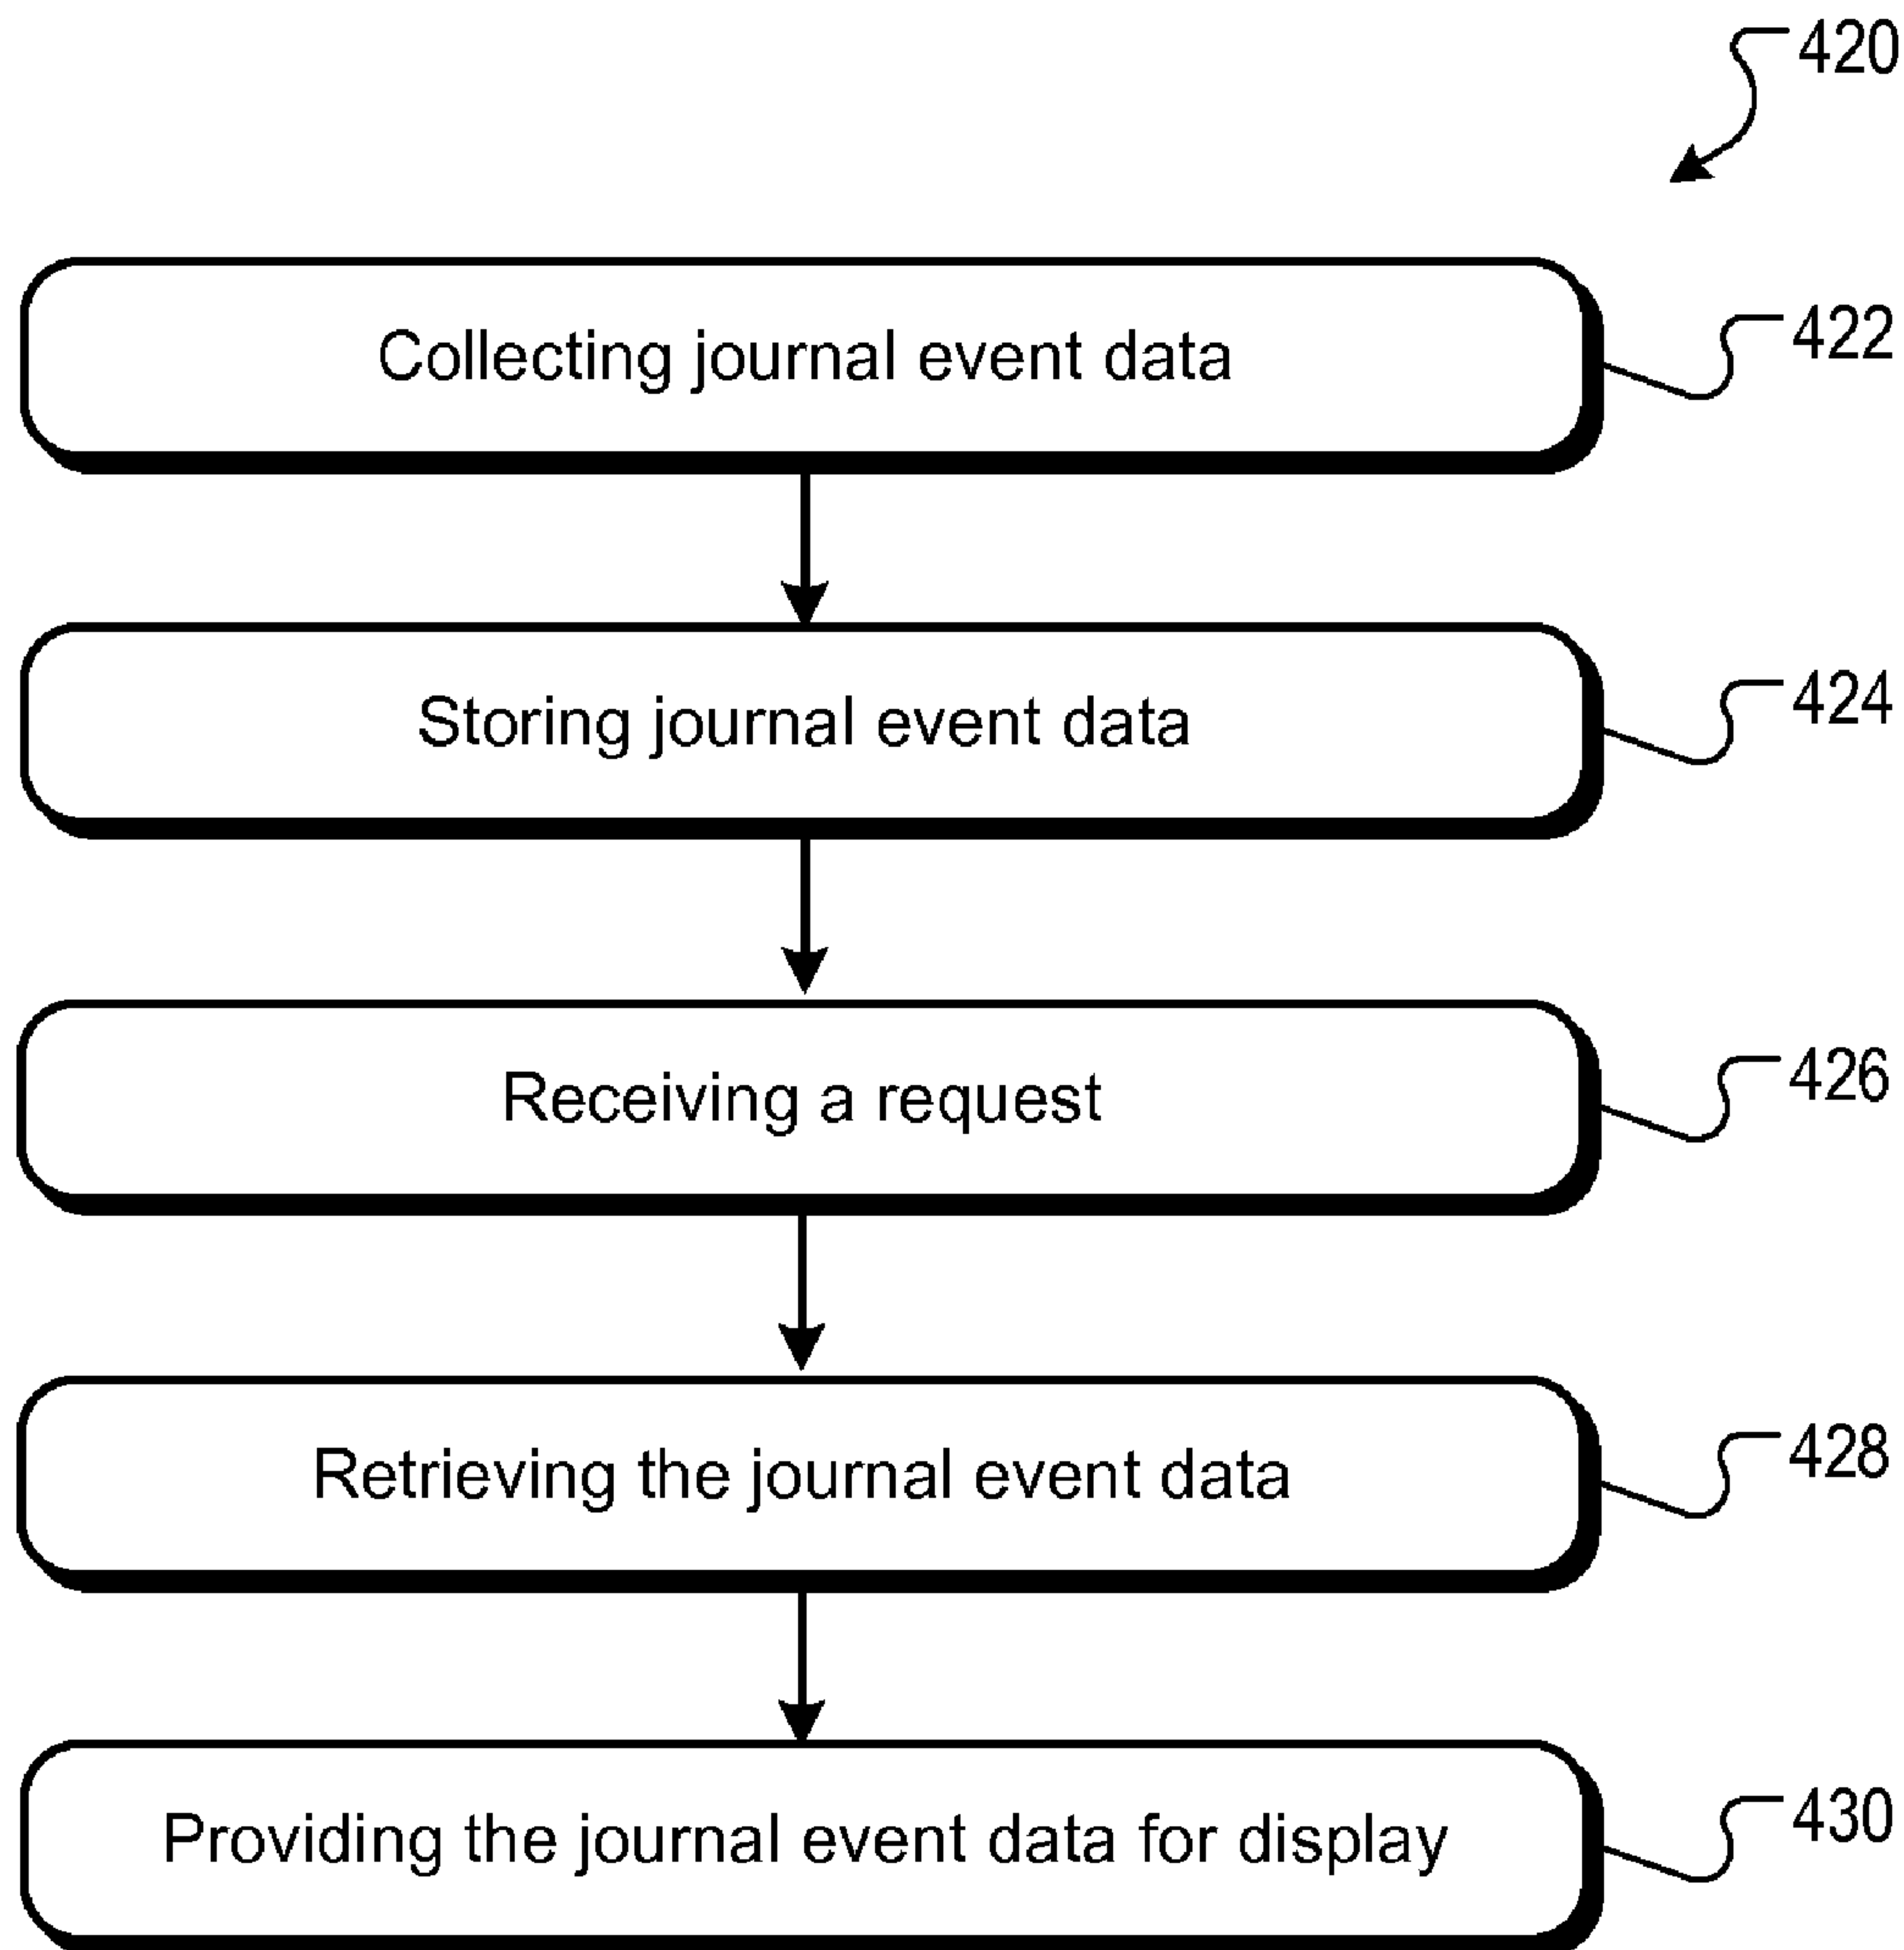 420
Collecting journal event data
422
Storing journal event data
424
Receiving a request
426
Retrieving the journal event data
428
Providing the journal event data for display
430